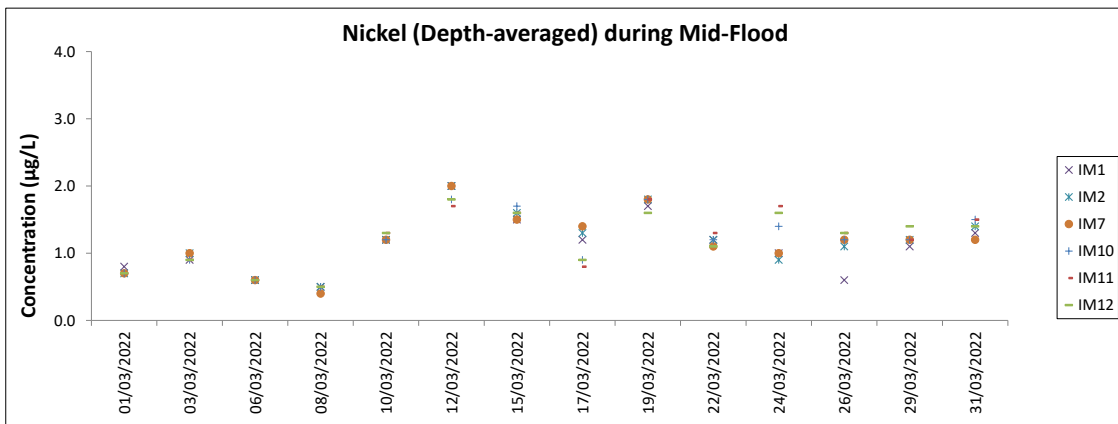 Nickel (Depth-averaged) during Mid-Flood
Concentration (µg/L)
4.0
3.0
2.0
1.0
0.0
01/03/2022
03/03/2022
06/03/2022
08/03/2022
10/03/2022
12/03/2022
15/03/2022
17/03/2022
19/03/2022
22/03/2022
24/03/2022
26/03/2022
29/03/2022
31/03/2022
IM1
IM2
IM7
IM10
IM11
IM12